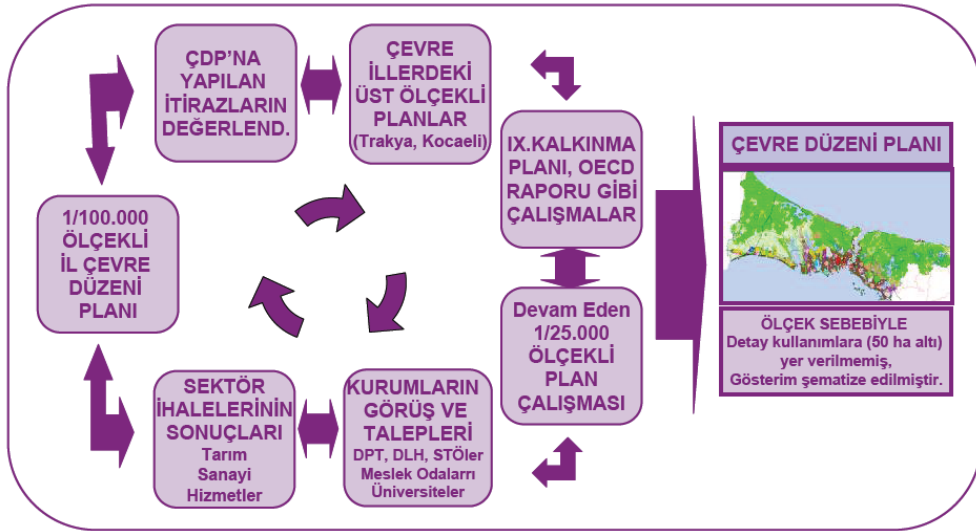 ÇDP'NA
YAPILAN
İTİRAZLARIN
DEĞERLEND.
ÇEVRE
İLLERDEKİ
ÜST ÖLÇEKLİ
PLANLAR
(Trakya, Kocaeli)
IX.KALKINMA
PLANI, OECD
RAPORU GİBİ
ÇALIŞMALAR
ÇEVRE DÜZENİ PLANI
1/100.000
ÖLÇEKLİ
İL ÇEVRE
DÜZENİ
PLANI
Devam Eden
1/25.000
ÖLÇEKLİ
PLAN
ÇALIŞMASI
ÖLÇEK SEBEBİYLE
Detay kullanımlara (50 ha altı)
yer verilmemiş,
Gösterim şematize edilmiştir.
SEKTÖR
İHALELERİNİN
SONUÇLARI
Tarım
Sanayi
Hizmetler
KURUMLARIN
GÖRÜŞ VE
TALEPLERİ
DPT, DLH, STÖler
Meslek Odaları
Üniversiteler